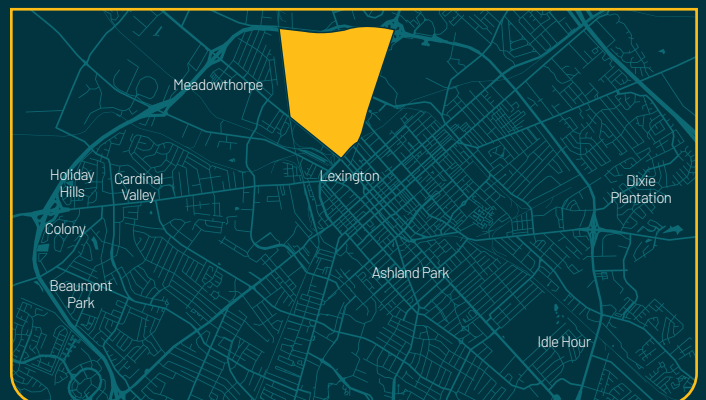 Meadowthorpe
Lexington
Holiday
Hills
Cardinal
Valley
Dixie
Plantation
Colony
Ashland Park
Beaumont
Park
Idle Hour